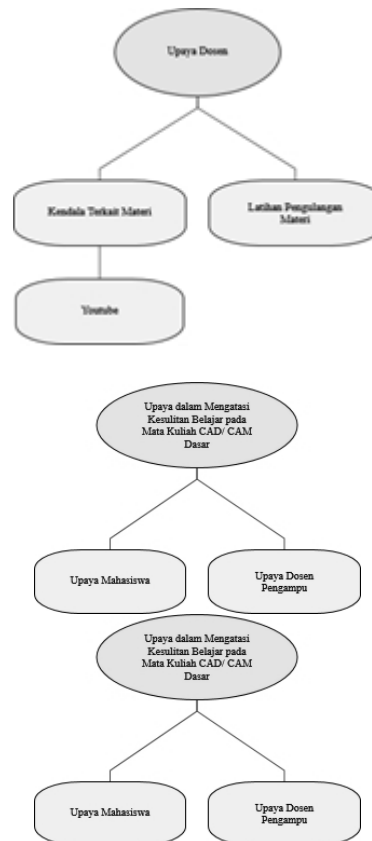 Upaya Dosen
Kendala Terkait Materi
Latihan Pengulangan
Materi
Youtube
Upaya dalam Mengatasi
Kesulitan Belajar pada
Mata Kuliah CAD/ CAM
Dasar
Upaya Mahasiswa
Upaya Dosen
Pengampu
Upaya dalam Mengatasi
Kesulitan Belajar pada
Mata Kuliah CAD/ CAM
Dasar
Upaya Mahasiswa
Upaya Dosen
Pengampu